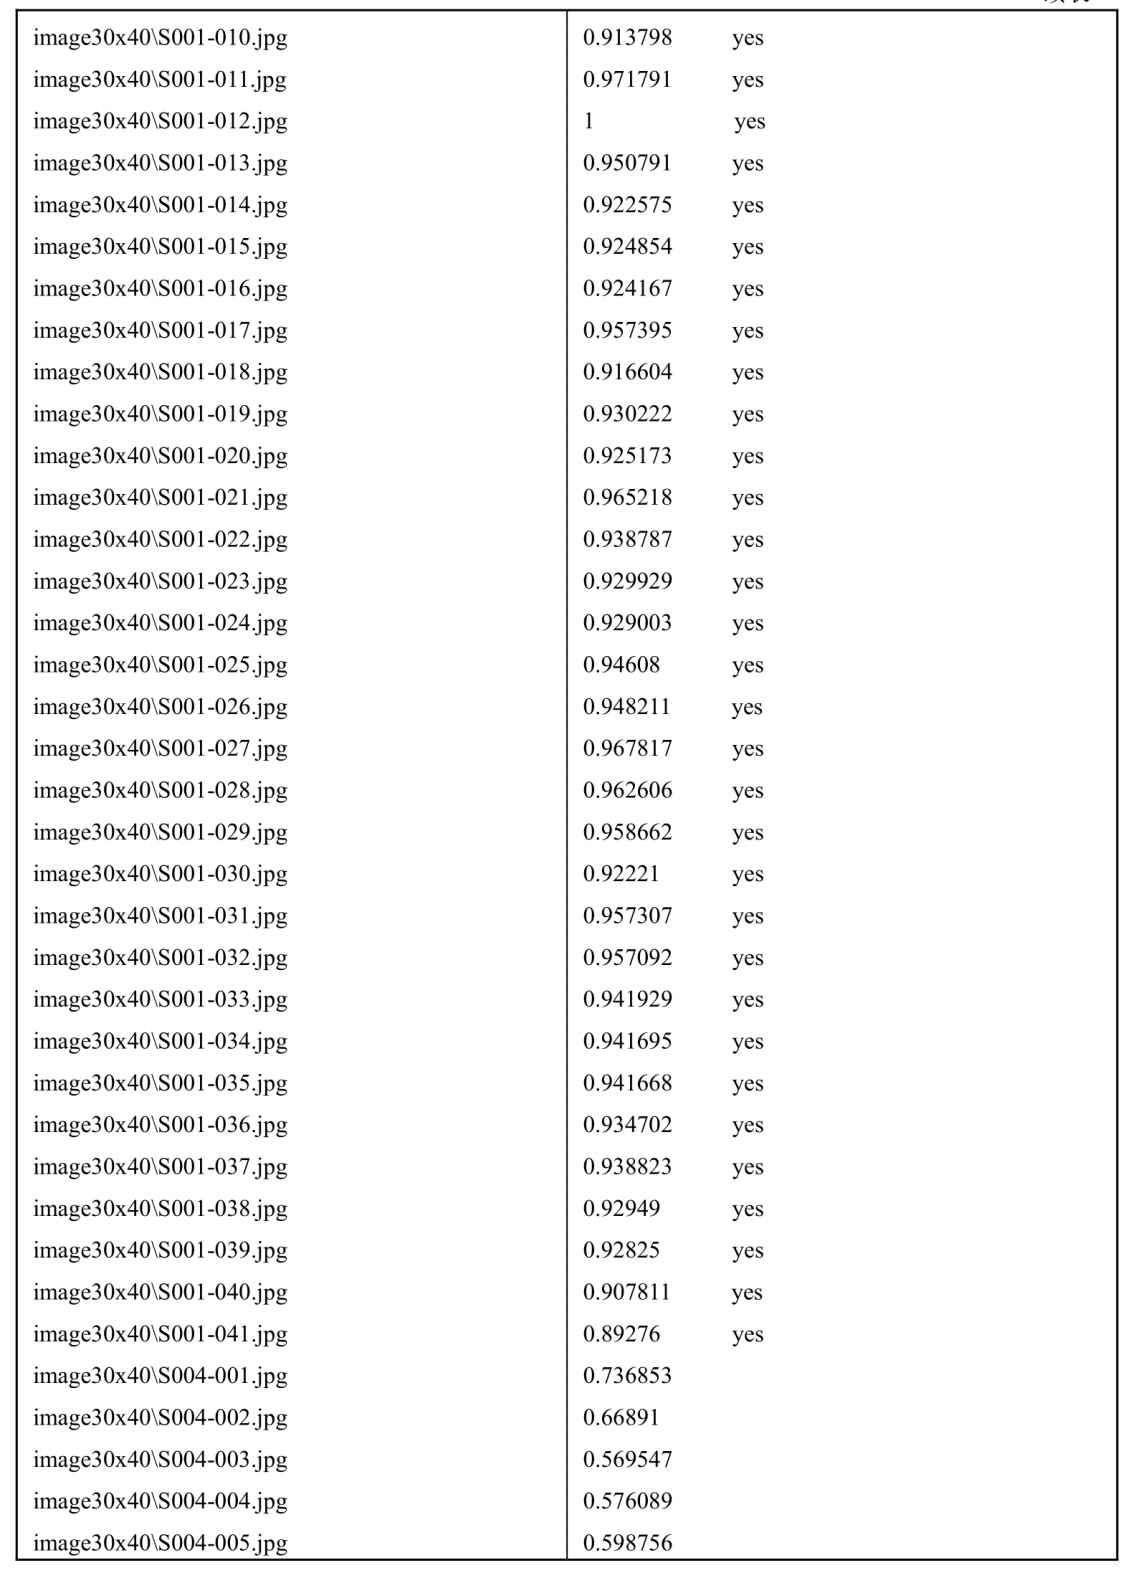 image30x40\S001-010.jpg 0.913798 yes
image30x40\S001-011.jpg 0.971791 yes
image30x40\S001-012.jpg 1 yes
image30x40\S001-013.jpg 0.950791 yes
image30x40\S001-014.jpg 0.922575 yes
image30x40\S001-015.jpg 0.924854 yes
image30x40\S001-016.jpg 0.924167 yes
image30x40\S001-017.jpg 0.957395 yes
image30x40\S001-018.jpg 0.916604 yes
image30x40\S001-019.jpg 0.930222 yes
image30x40\S001-020.jpg 0.925173 yes
image30x40\S001-021.jpg 0.965218 yes
image30x40\S001-022.jpg 0.938787 yes
image30x40\S001-023.jpg 0.929929 yes
image30x40\S001-024.jpg 0.929003 yes
image30x40\S001-025.jpg 0.94608 yes
image30x40\S001-026.jpg 0.948211 yes
image30x40\S001-027.jpg 0.967817 yes
image30x40\S001-028.jpg 0.962606 yes
image30x40\S001-029.jpg 0.958662 yes
image30x40\S001-030.jpg 0.92221 yes
image30x40\S001-031.jpg 0.957307 yes
image30x40\S001-032.jpg 0.957092 yes
image30x40\S001-033.jpg 0.941929 yes
image30x40\S001-034.jpg 0.941695 yes
image30x40\S001-035.jpg 0.941668 yes
image30x40\S001-036.jpg 0.934702 yes
image30x40\S001-037.jpg 0.938823 yes
image30x40\S001-038.jpg 0.92949 yes
image30x40\S001-039.jpg 0.92825 yes
image30x40\S001-040.jpg 0.907811 yes
image30x40\S001-041.jpg 0.89276 yes
image30x40\S004-001.jpg 0.736853
image30x40\S004-002.jpg 0.66891
image30x40\S004-003.jpg 0.569547
image30x40\S004-004.jpg 0.576089
image30x40\S004-005.jpg 0.598756